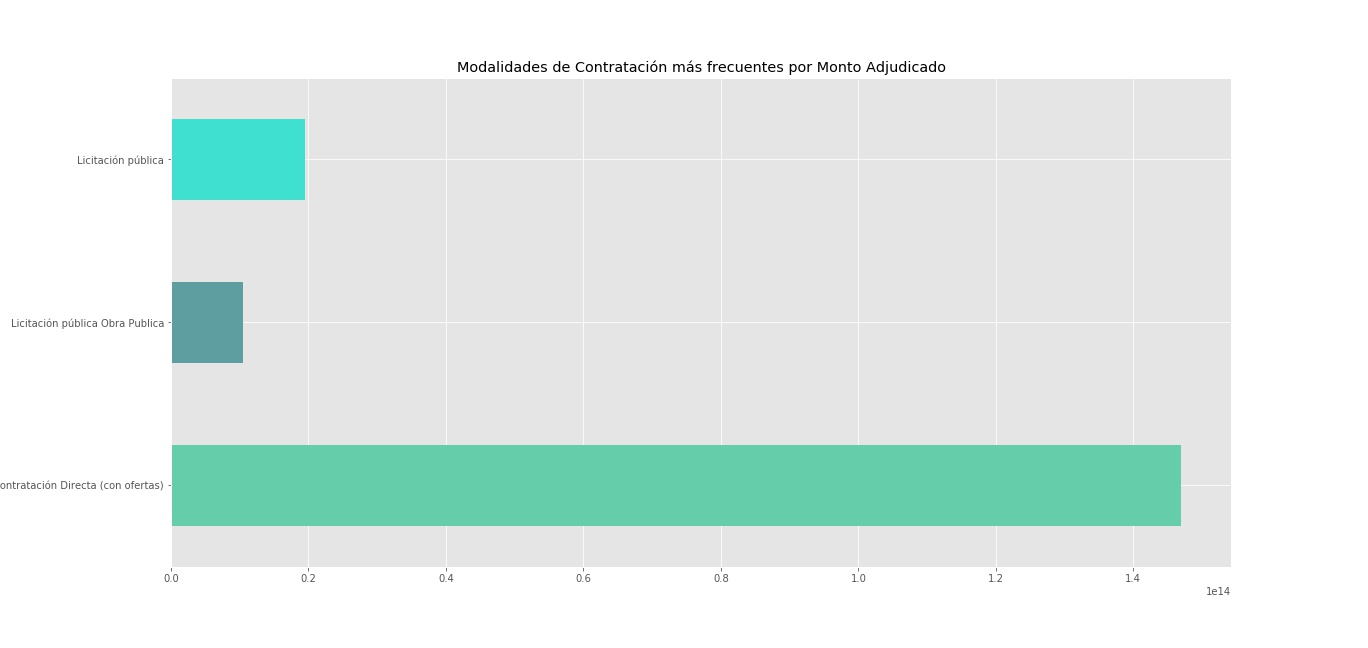 Modalidades de Contratación más frecuentes por Monto Adjudicado
Licitación pública
Licitación pública Obra Publica
ontratación Directa (con ofertas)
0.0 0.2 0.4 0.6 0.8 1.0 1.2 1.4
1e14